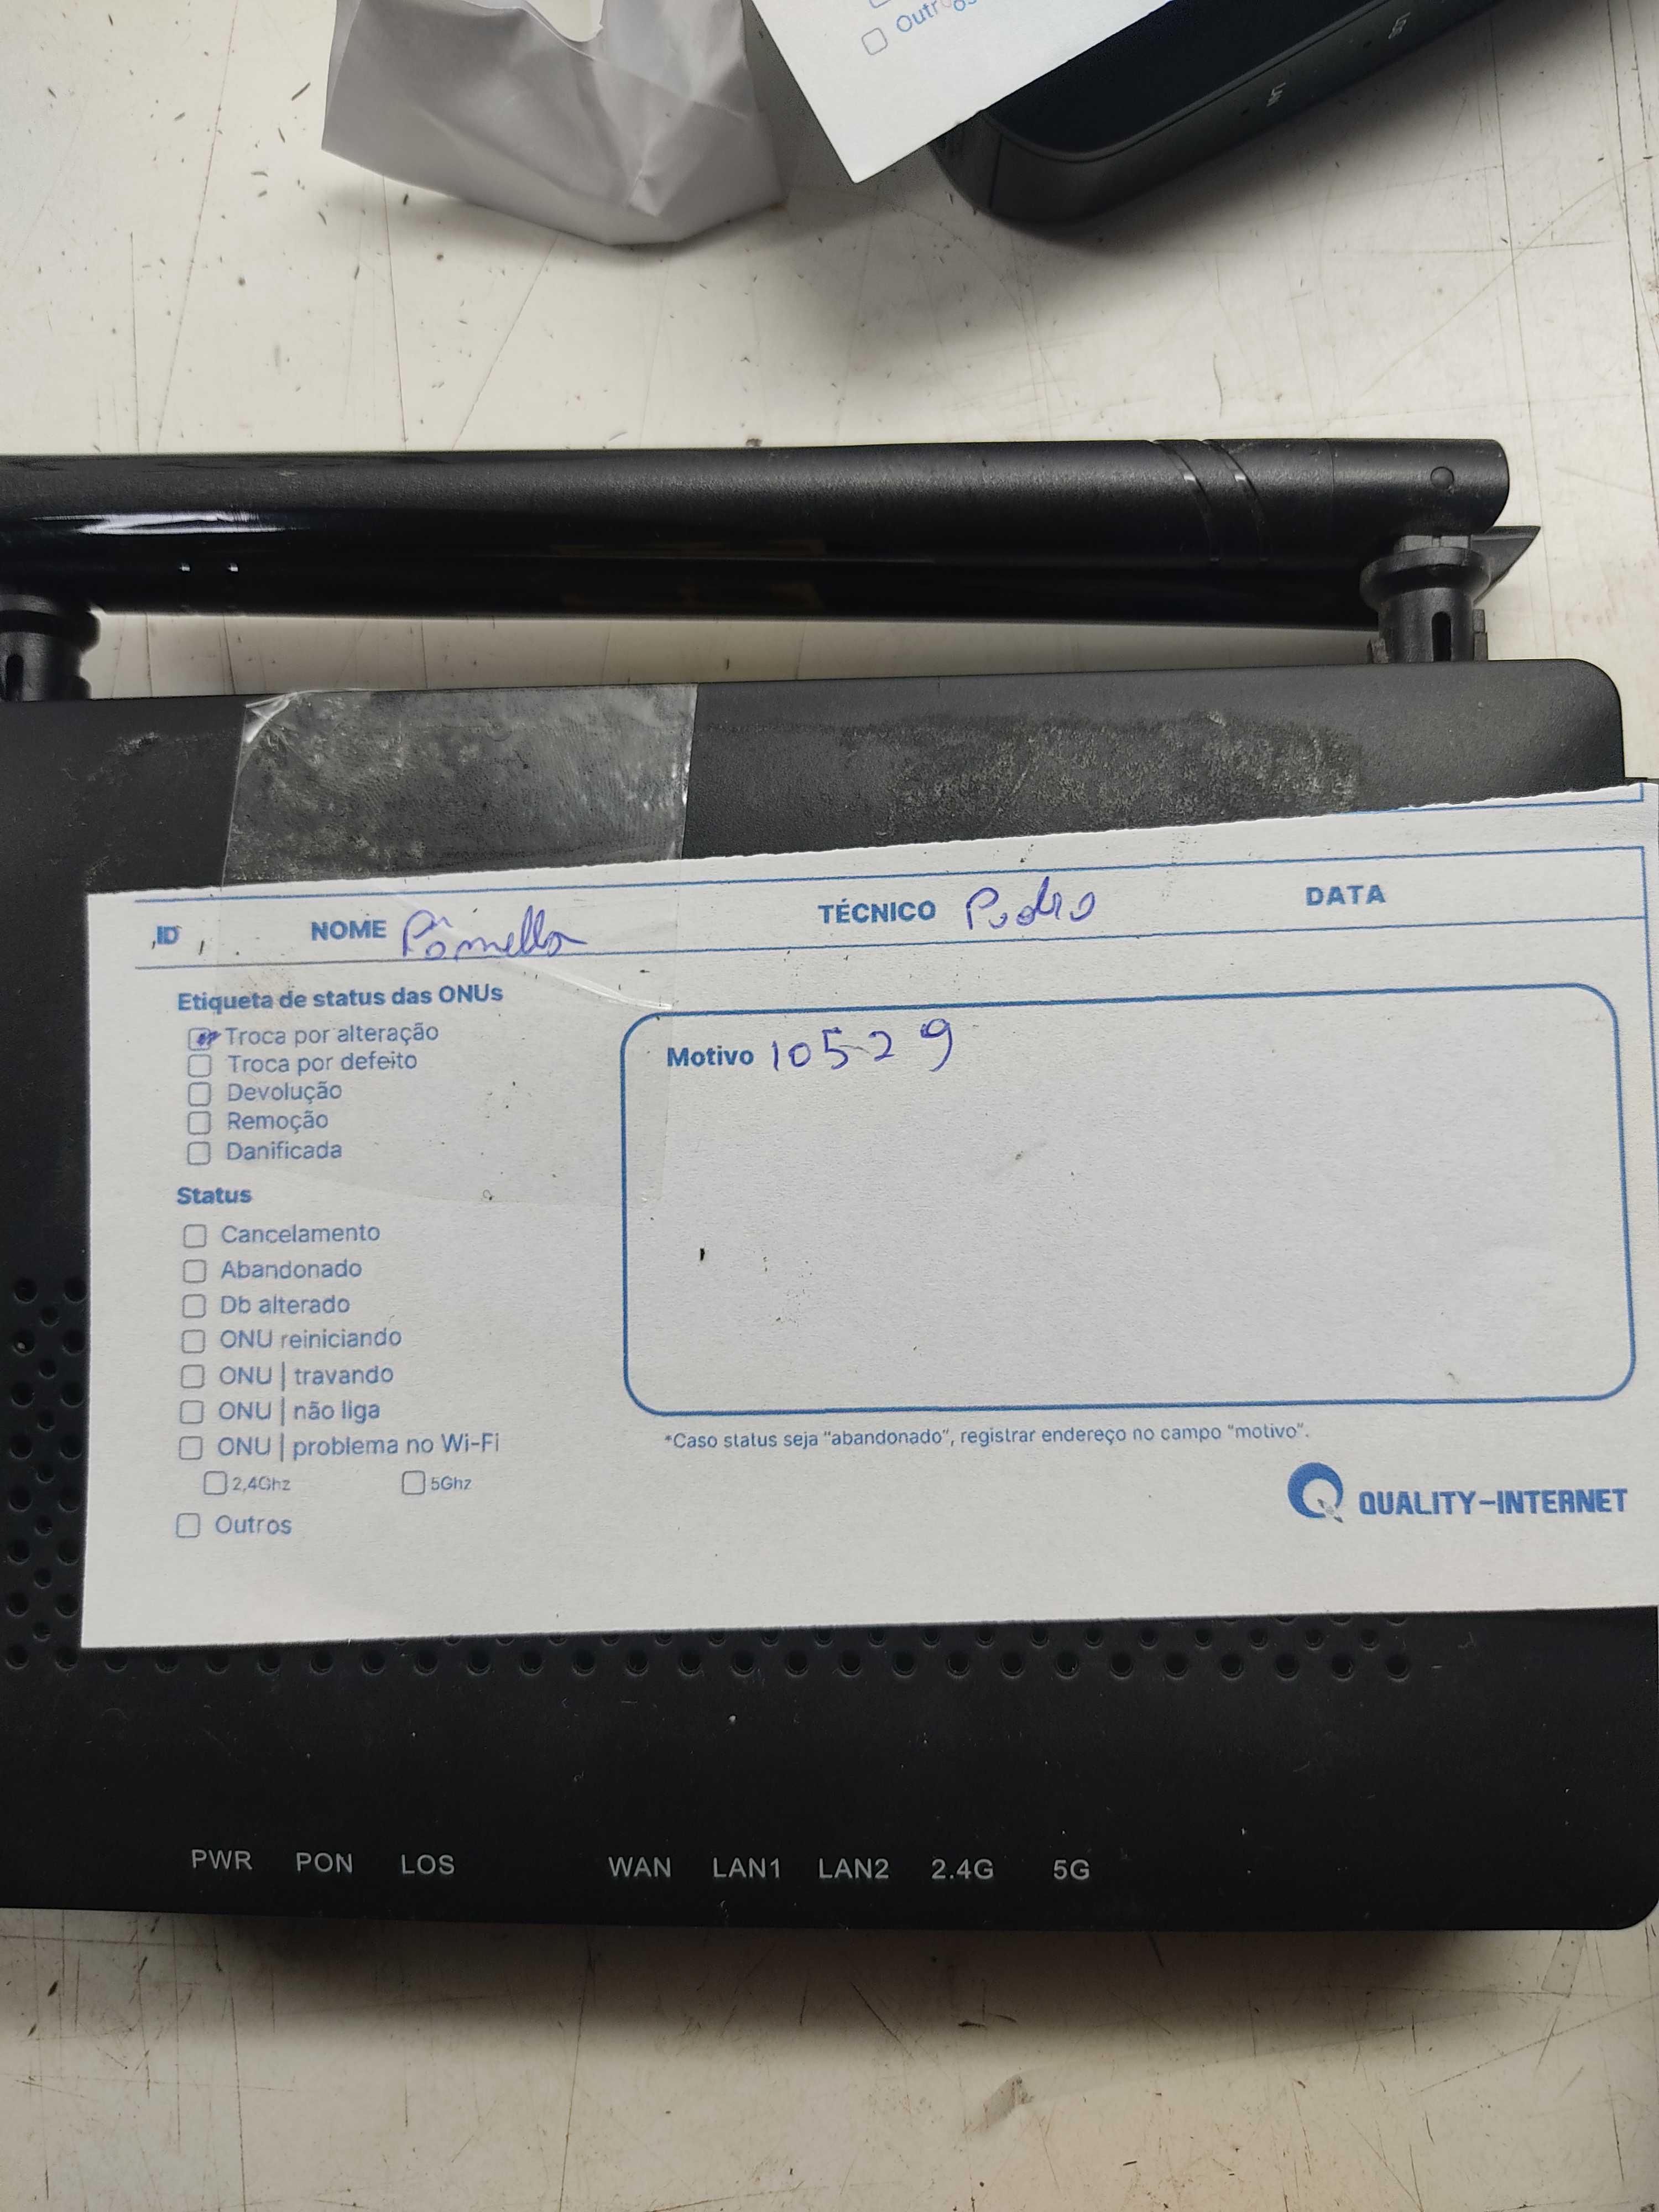 Outros
LAN
ID NOME Pâmella TÉCNICO Pedro DATA
Etiqueta de status das ONUs
Troca por alteração
Troca por defeito
Devolução
Remoção
Danificada
Status
Cancelamento
Abandonado
Db alterado
ONU reiniciando
ONU | travando
ONU | não liga
ONU | problema no Wi-Fi
2,4Ghz 5Ghz
Outros
Motivo 10529
*Caso status seja "abandonado", registrar endereço no campo "motivo".
QUALITY-INTERNET
PWR PON LOS WAN LAN1 LAN2 2.4G 5G